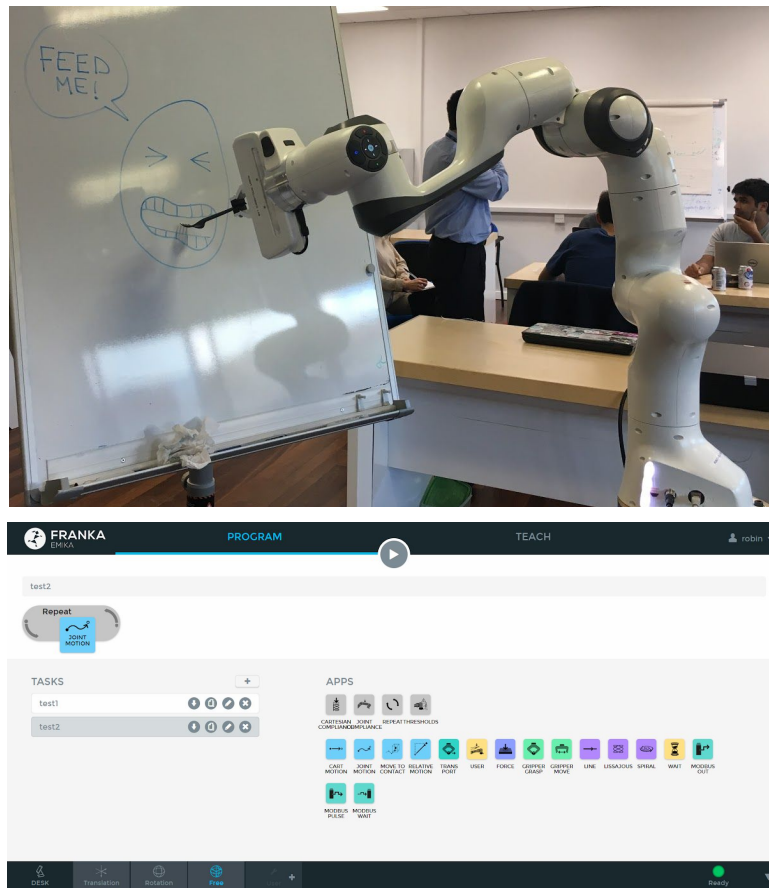 FEED
ME!
FRANKA
EMIKA
PROGRAM
TEACH
robin
test2
Repeat
JOINT
MOTION
TASKS
+
APPS
test1
test2
CARTESIAN COMPLIANCE
JOINT COMPLIANCE
REPEAT
THRESHOLDS
CART MOTION
JOINT MOTION
MOVE TO CONTACT
RELATIVE MOTION
TRANS PORT
USER
FORCE
GRIPPER GRASP
GRIPPER MOVE
LINE
LISSAJOUS
SPIRAL
WAIT
MODBUS OUT
MODBUS PULSE
MODBUS WAIT
DESK
Translation
Rotation
Free
+
Ready